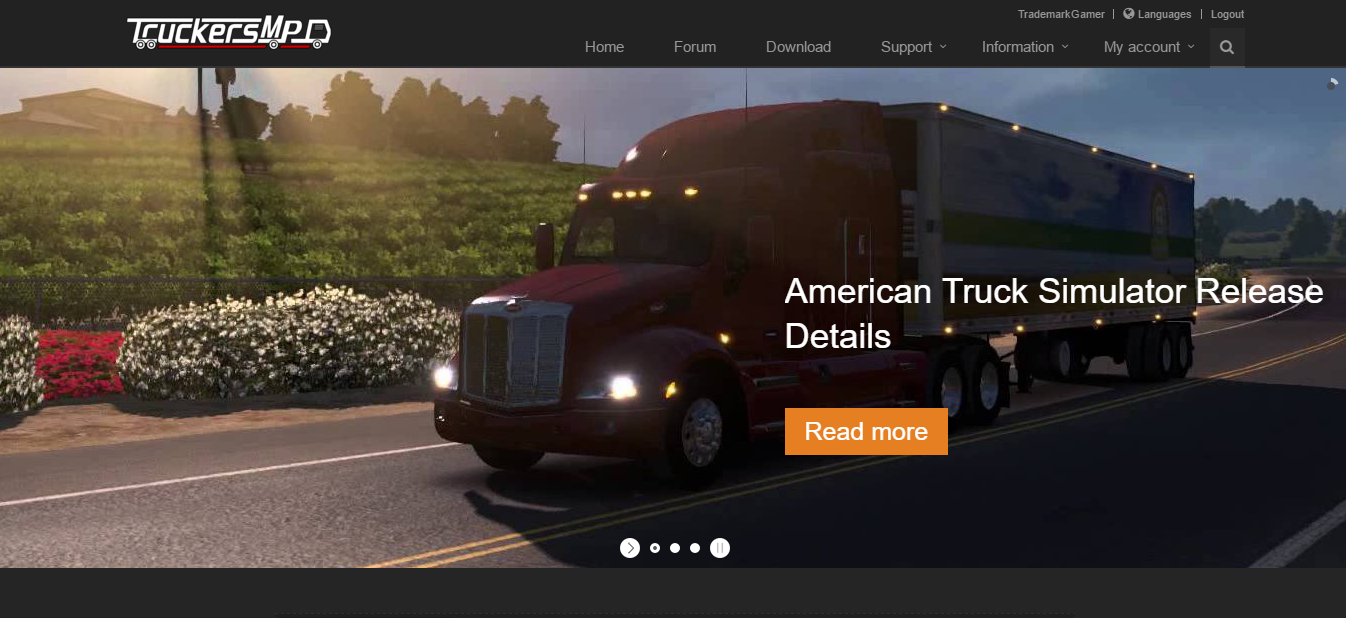 TruckersMP
TrademarkGamer | Languages | Logout
Home Forum Download Support Information My account
American Truck Simulator Release
Details
Read more